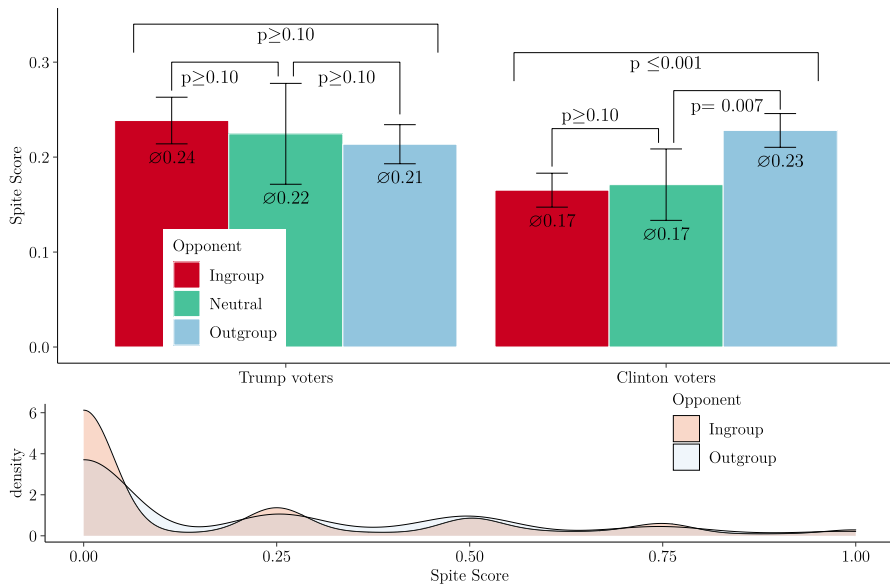 p≥0.10
p≥0.10
p≥0.10
p ≤0.001
p≥0.10
p= 0.007
0.3
0.2
0.1
0.0
Spite Score
∅0.24
∅0.22
∅0.21
∅0.17
∅0.17
∅0.23
Opponent
Ingroup
Neutral
Outgroup
Trump voters
Clinton voters
Opponent
Ingroup
Outgroup
6
4
2
0
density
0.00
0.25
0.50
0.75
1.00
Spite Score